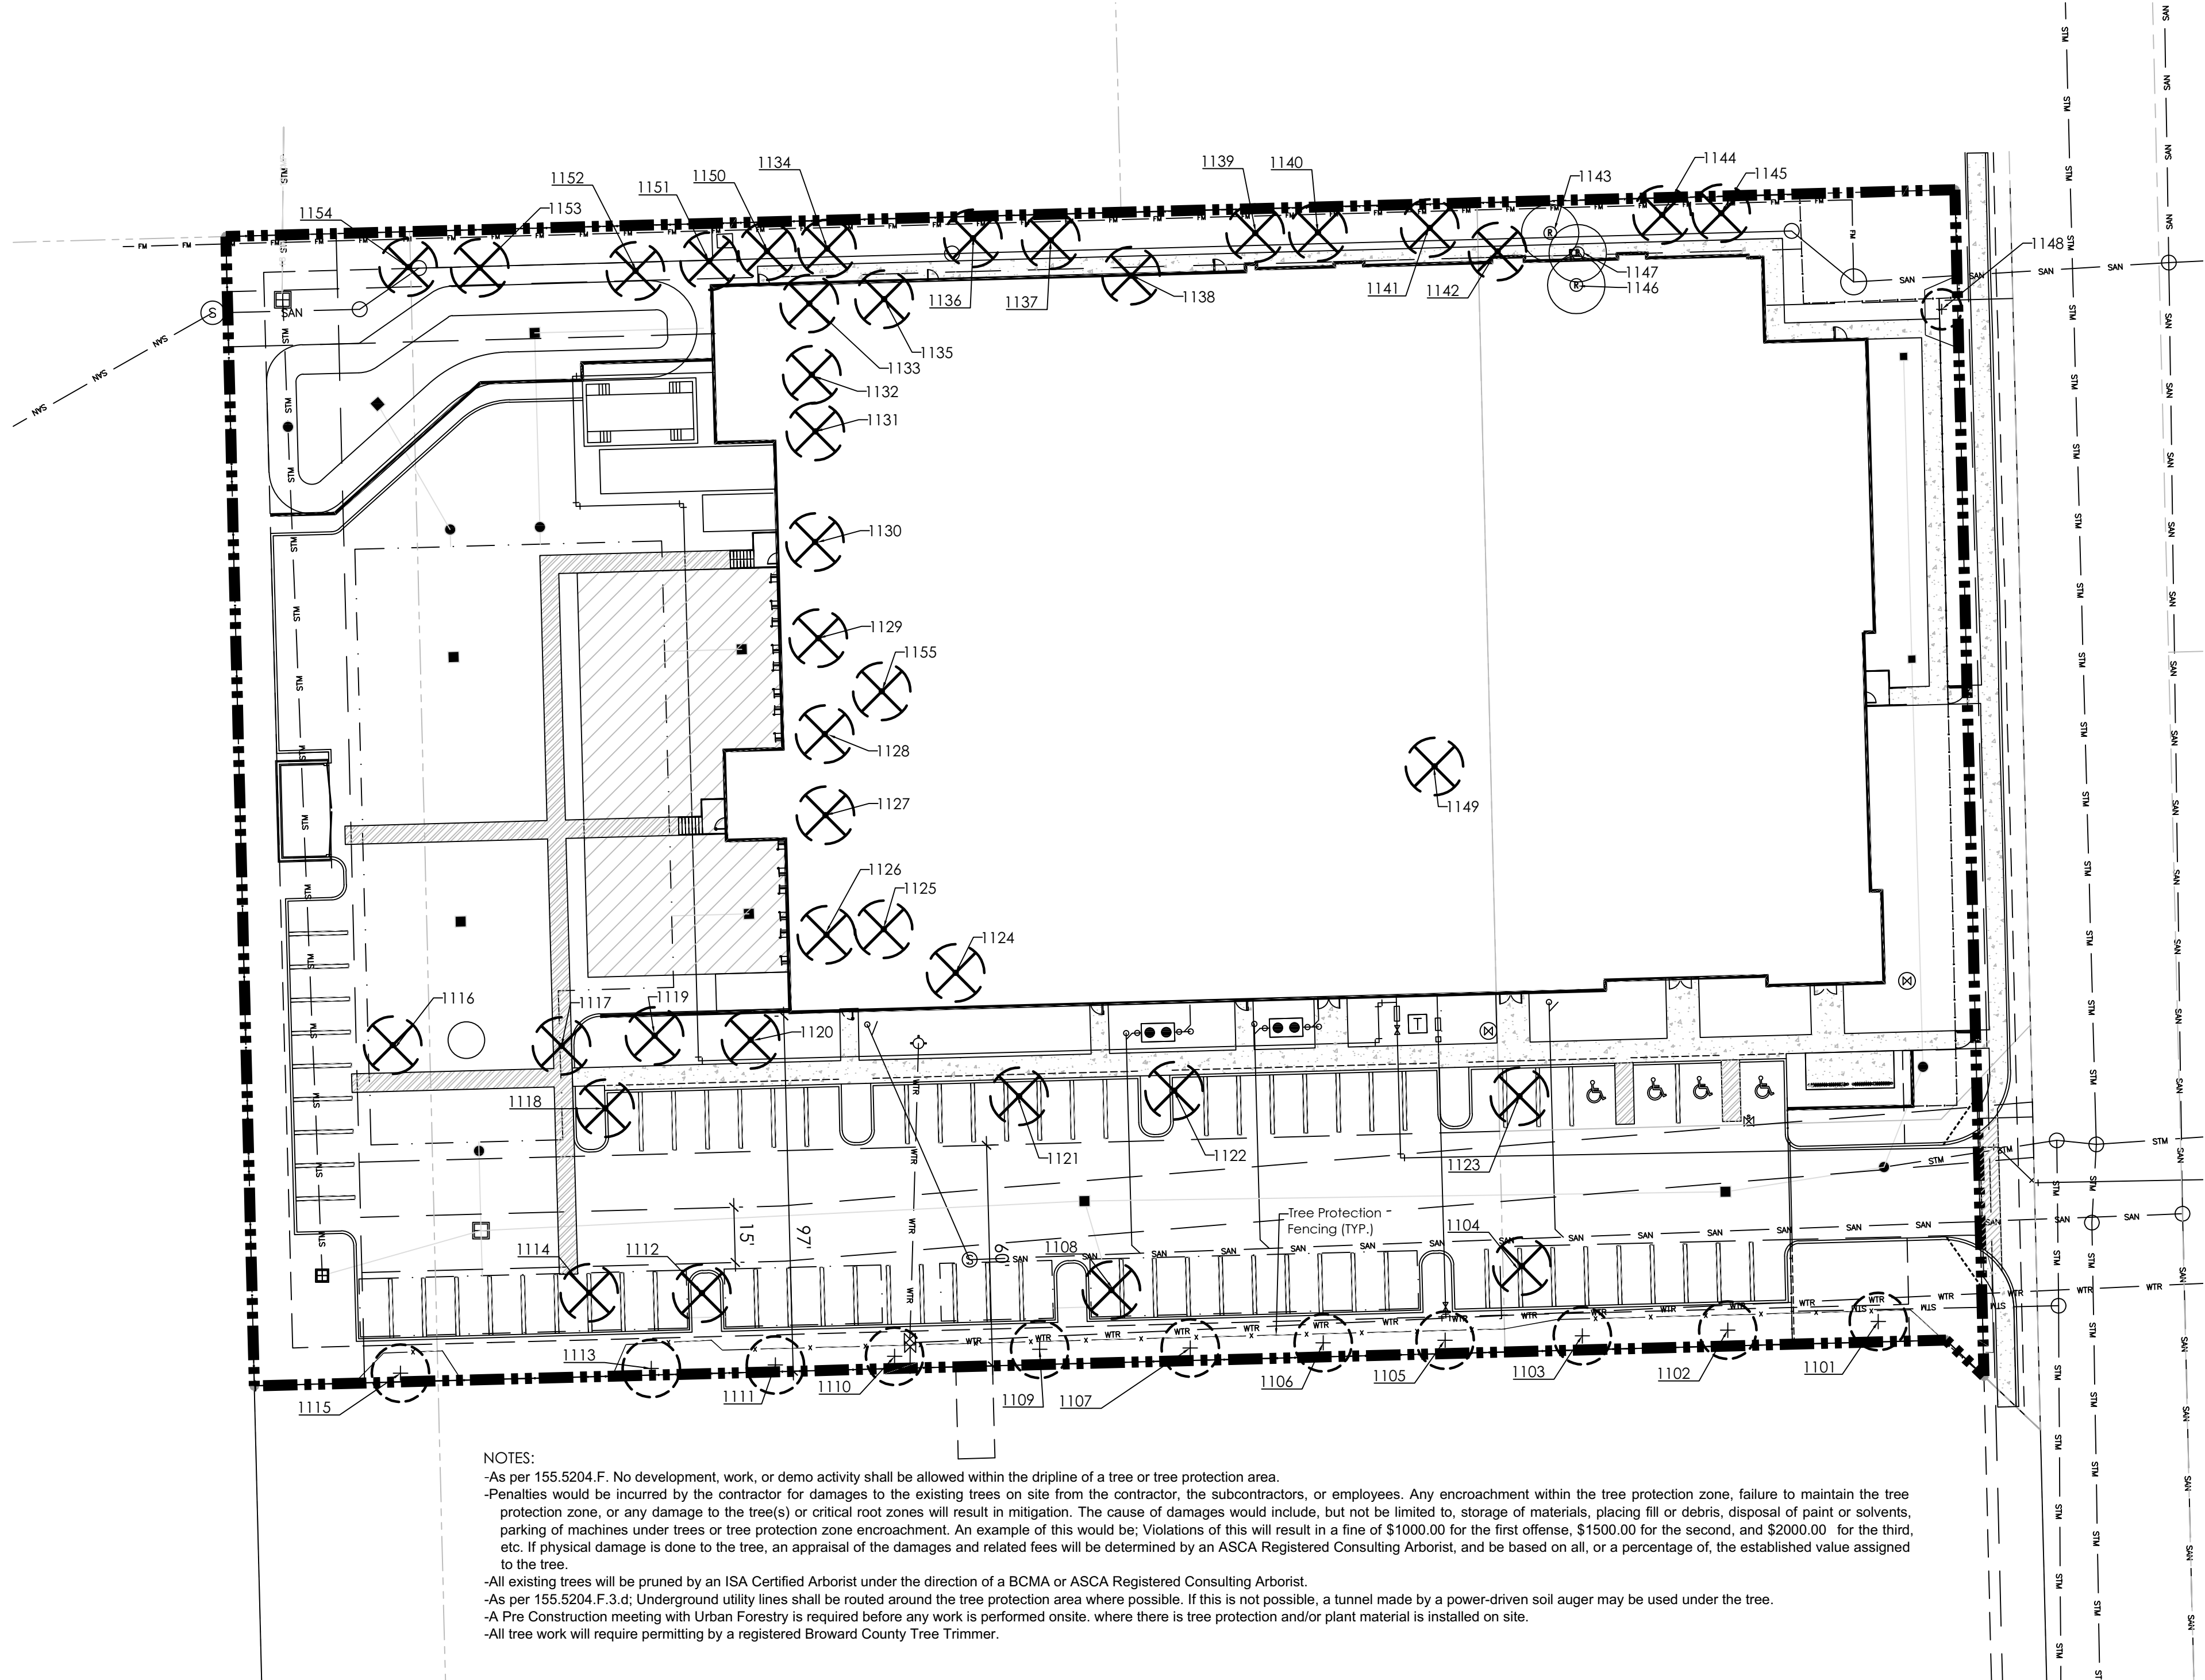 STM
SAN
1134
1139
1140
1144
1152
1150
1143
1145
1151
1154
1153
FM
1148
1147
1146
1136
1137
1138
1141
1142
S
SAN
1135
1133
1132
1131
1130
1129
1155
1128
1127
1149
1126
1125
1124
1116
1117
1119
1120
T
1118
WTR
1121
1122
1123
STM
15'
97'
Tree Protection
Fencing (TYP.)
1114
1112
S
SAN
1108
1104
WTR
STM
1113
1115
1111
1110
1109
1107
1106
1105
1103
1102
1101
NOTES:
-As per 155.5204.F. No development, work, or demo activity shall be allowed within the dripline of a tree or tree protection area.
-Penalties would be incurred by the contractor for damages to the existing trees on site from the contractor, the subcontractors, or employees. Any encroachment within the tree protection zone, failure to maintain the tree
protection zone, or any damage to the tree(s) or critical root zones will result in mitigation. The cause of damages would include, but not be limited to, storage of materials, placing fill or debris, disposal of paint or solvents,
parking of machines under trees or tree protection zone encroachment. An example of this would be; Violations of this will result in a fine of $1000.00 for the first offense, $1500.00 for the second, and $2000.00 for the third,
etc. If physical damage is done to the tree, an appraisal of the damages and related fees will be determined by an ASCA Registered Consulting Arborist, and be based on all, or a percentage of, the established value assigned
to the tree.
-All existing trees will be pruned by an ISA Certified Arborist under the direction of a BCMA or ASCA Registered Consulting Arborist.
-As per 155.5204.F.3.d; Underground utility lines shall be routed around the tree protection area where possible. If this is not possible, a tunnel made by a power-driven soil auger may be used under the tree.
-A Pre Construction meeting with Urban Forestry is required before any work is performed onsite. where there is tree protection and/or plant material is installed on site.
-All tree work will require permitting by a registered Broward County Tree Trimmer.